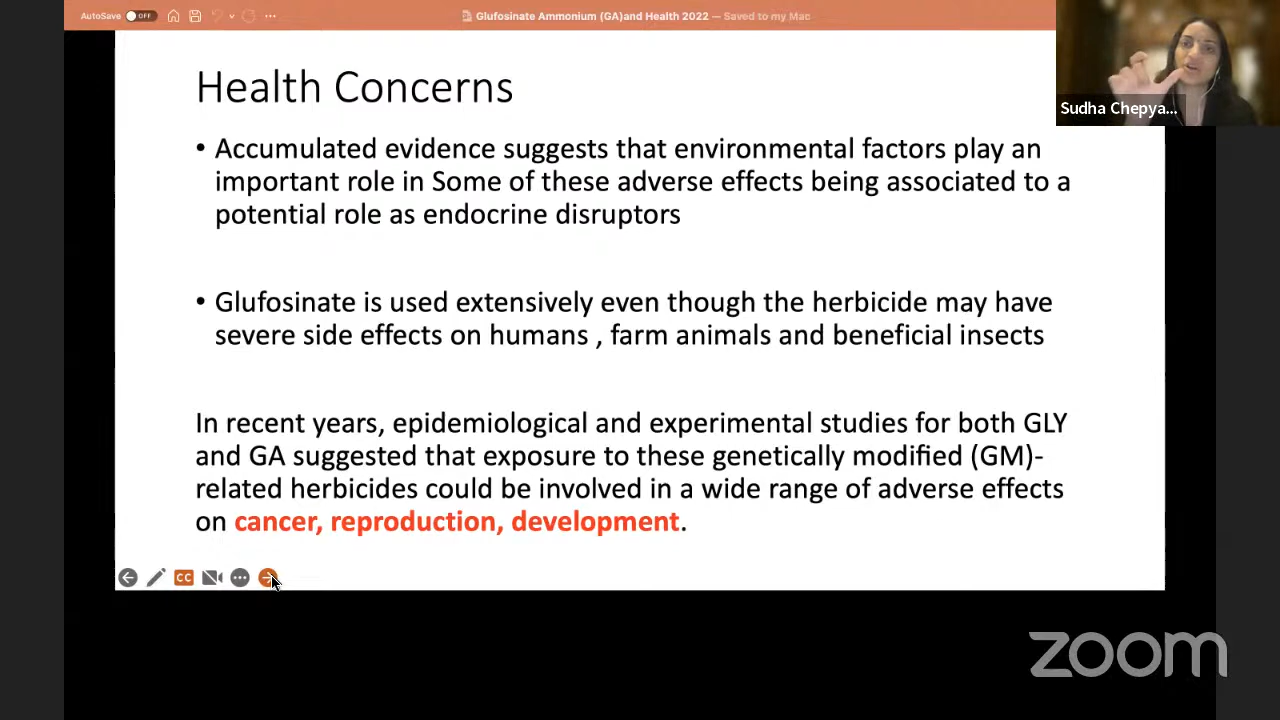 AutoSave OFF
Glufosinate Ammonium (GA)and Health 2022 — Saved to my Mac
Sudha Chepya...
Health Concerns
• Accumulated evidence suggests that environmental factors play an
important role in Some of these adverse effects being associated to a
potential role as endocrine disruptors
• Glufosinate is used extensively even though the herbicide may have
severe side effects on humans , farm animals and beneficial insects
In recent years, epidemiological and experimental studies for both GLY
and GA suggested that exposure to these genetically modified (GM)-
related herbicides could be involved in a wide range of adverse effects
on cancer, reproduction, development.
CC
zoom